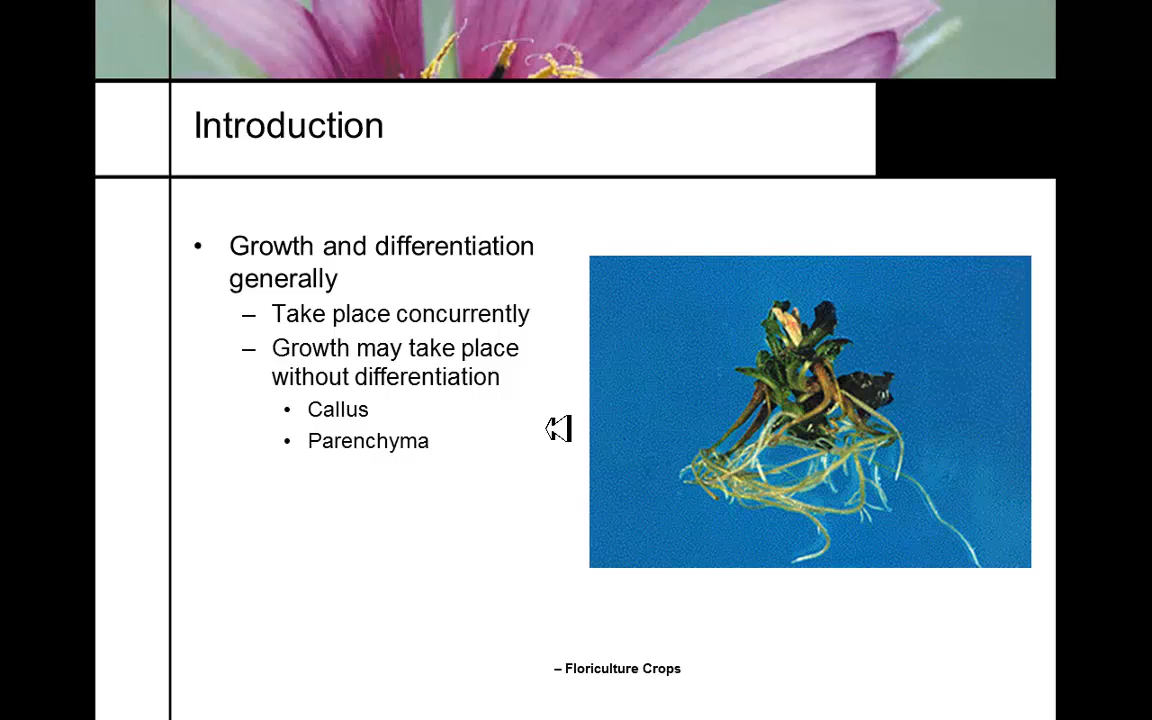 Introduction
• Growth and differentiation
generally
– Take place concurrently
– Growth may take place
without differentiation
• Callus
• Parenchyma
– Floriculture Crops